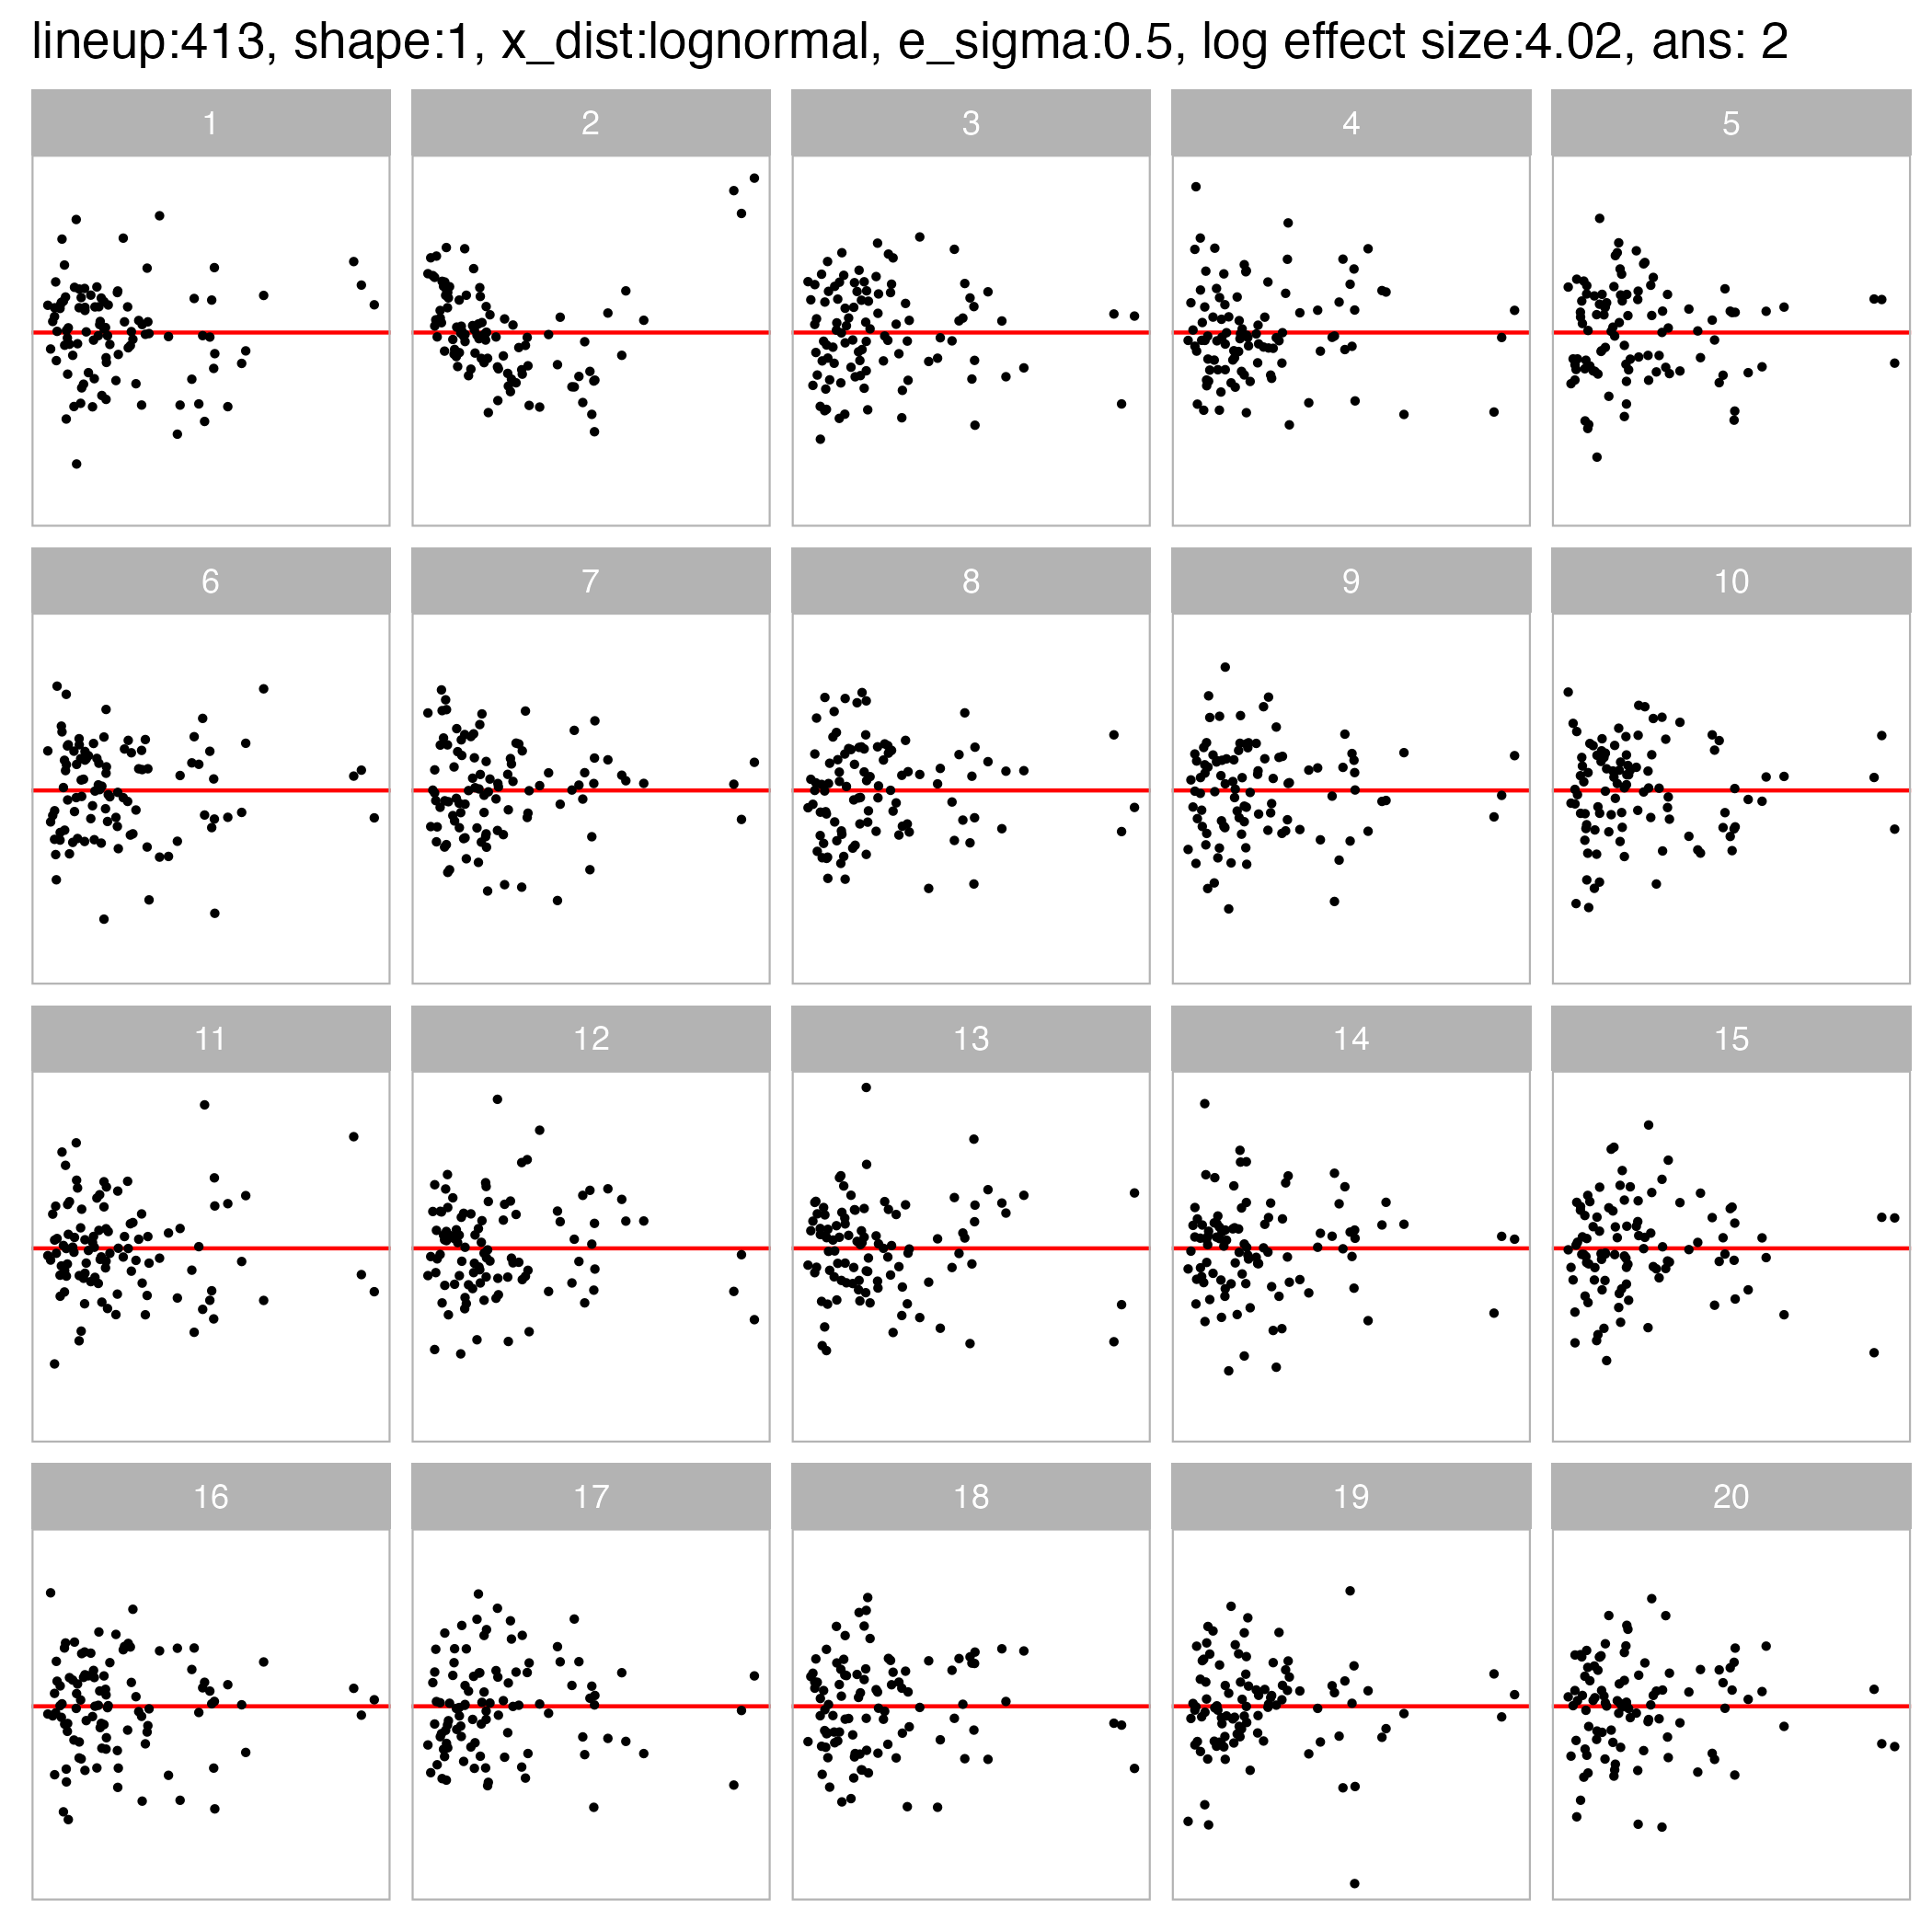 lineup:413, shape:1, x_dist:lognormal, e_sigma:0.5, log effect size:4.02, ans: 2
1 2 3 4 5
6 7 8 9 10
11 12 13 14 15
16 17 18 19 20